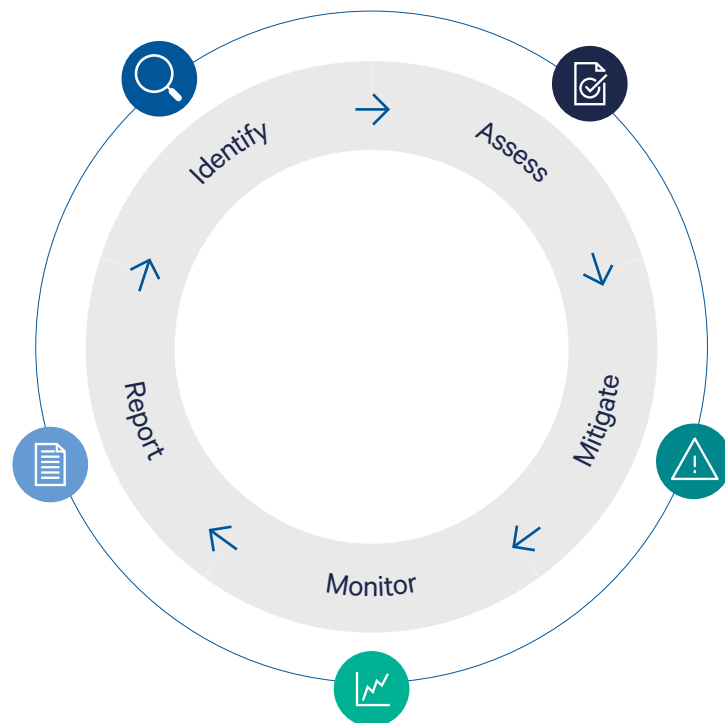 Identify
Assess
Mitigate
Monitor
Report